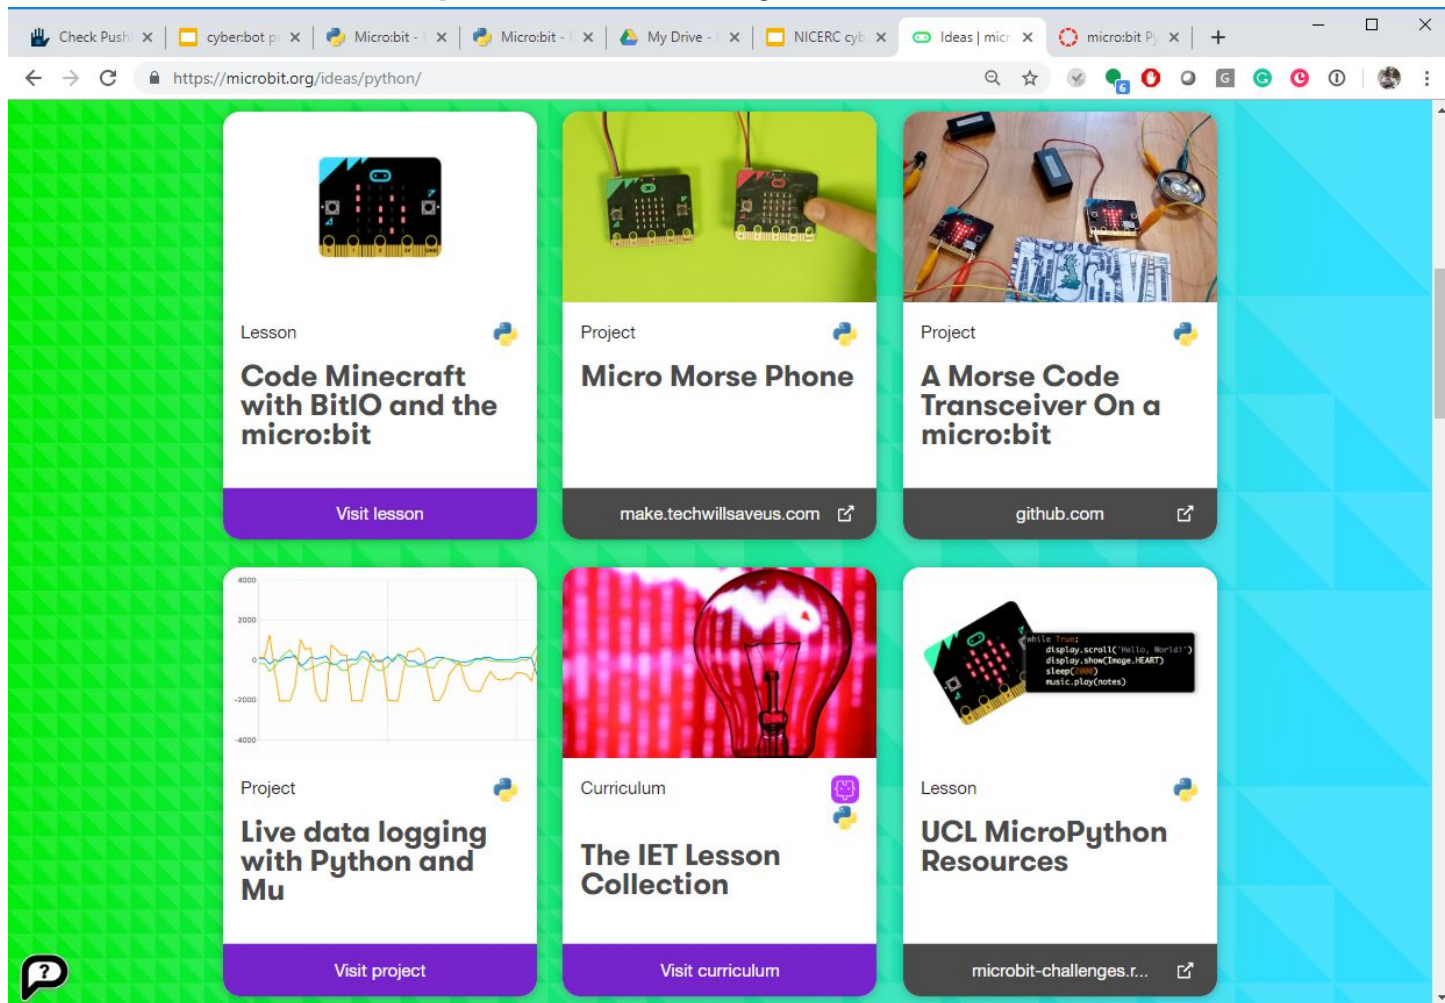 Check Push
cyber:bot p
Micro:bit -
Micro:bit -
My Drive -
NICERC cyb
Ideas | micr
micro:bit Py
https://microbit.org/ideas/python/
6
Lesson
Code Minecraft
with BitIO and the
micro:bit
Visit lesson
Project
Micro Morse Phone
make.techwillsaveus.com
Project
A Morse Code
Transceiver On a
micro:bit
github.com
4000
2000
0
-2000
-4000
Project
Live data logging
with Python and
Mu
Visit project
Curriculum
The IET Lesson
Collection
Visit curriculum
while True:
display.scroll('Hello, World!')
display.show(Image.HEART)
sleep(2000)
music.play(notes)
Lesson
UCL MicroPython
Resources
microbit-challenges.r...
?